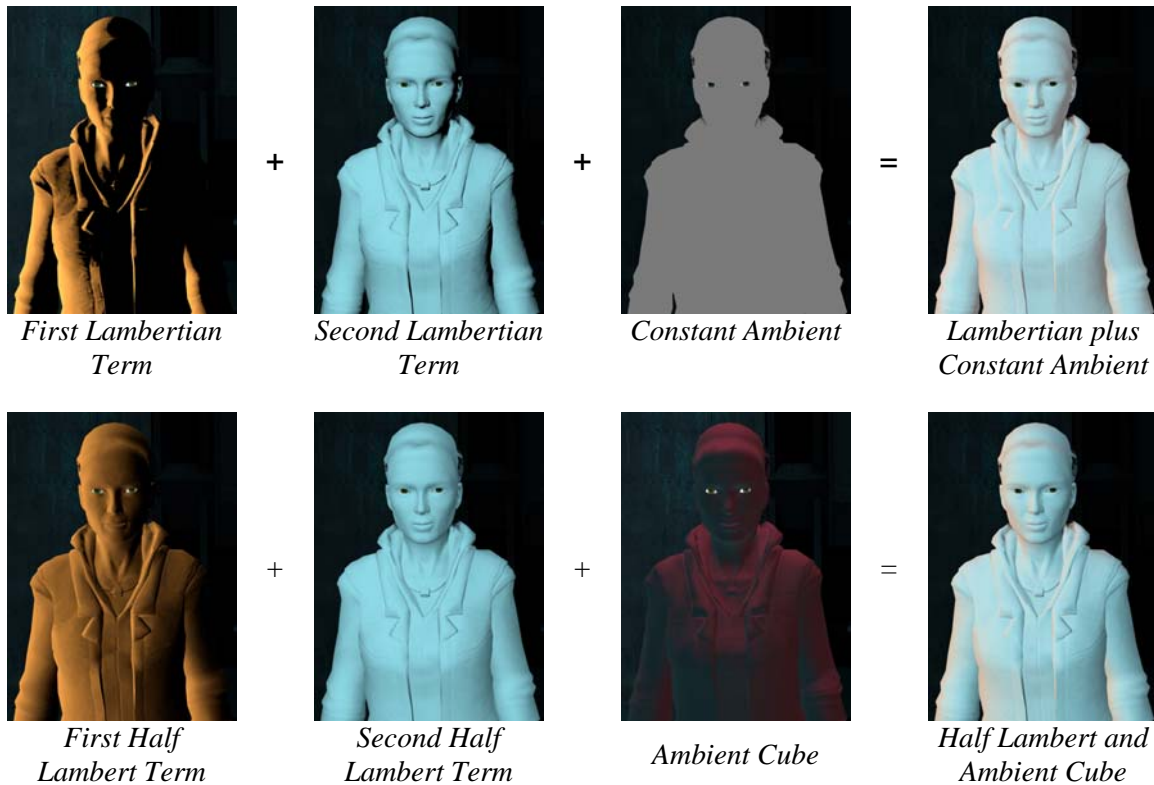 + + =
First Lambertian Term
Second Lambertian Term
Constant Ambient
Lambertian plus Constant Ambient
+ + =
First Half Lambert Term
Second Half Lambert Term
Ambient Cube
Half Lambert and Ambient Cube